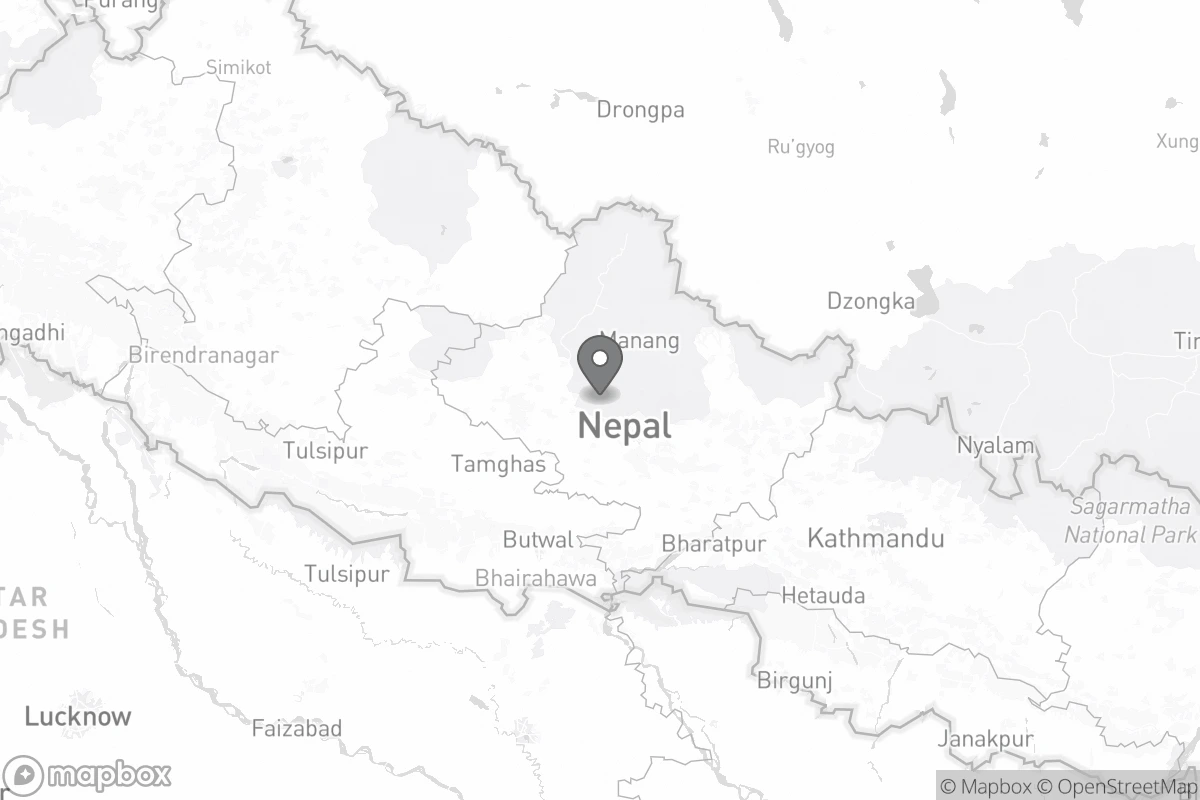 Purang
Simikot
Drongpa
Ru'gyog
Xung
Dzongka
ngadhi
Manang
Tin
Birendranagar
Nepal
Tulsipur
Tamghas
Nyalam
Sagarmatha
National Park
Butwal
Bharatpur
Kathmandu
Tulsipur
Bhairahawa
Hetauda
TAR
DESH
Birgunj
Lucknow
Faizabad
Janakpur
mapbox
© Mapbox © OpenStreetMap